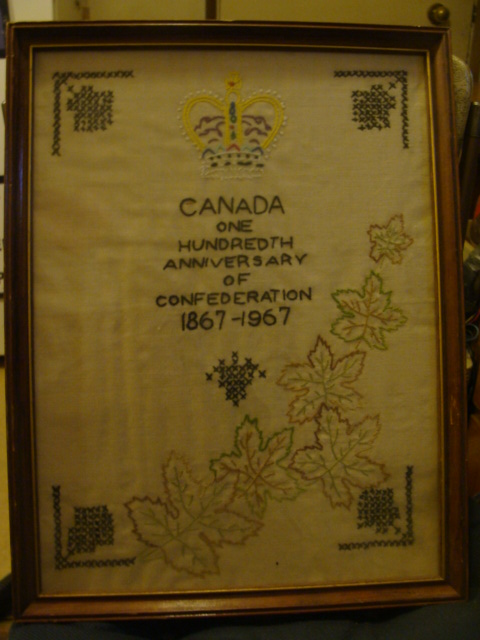 CANADA
ONE
HUNDREDTH
ANNIVERSARY
OF
CONFEDERATION
1867-1967